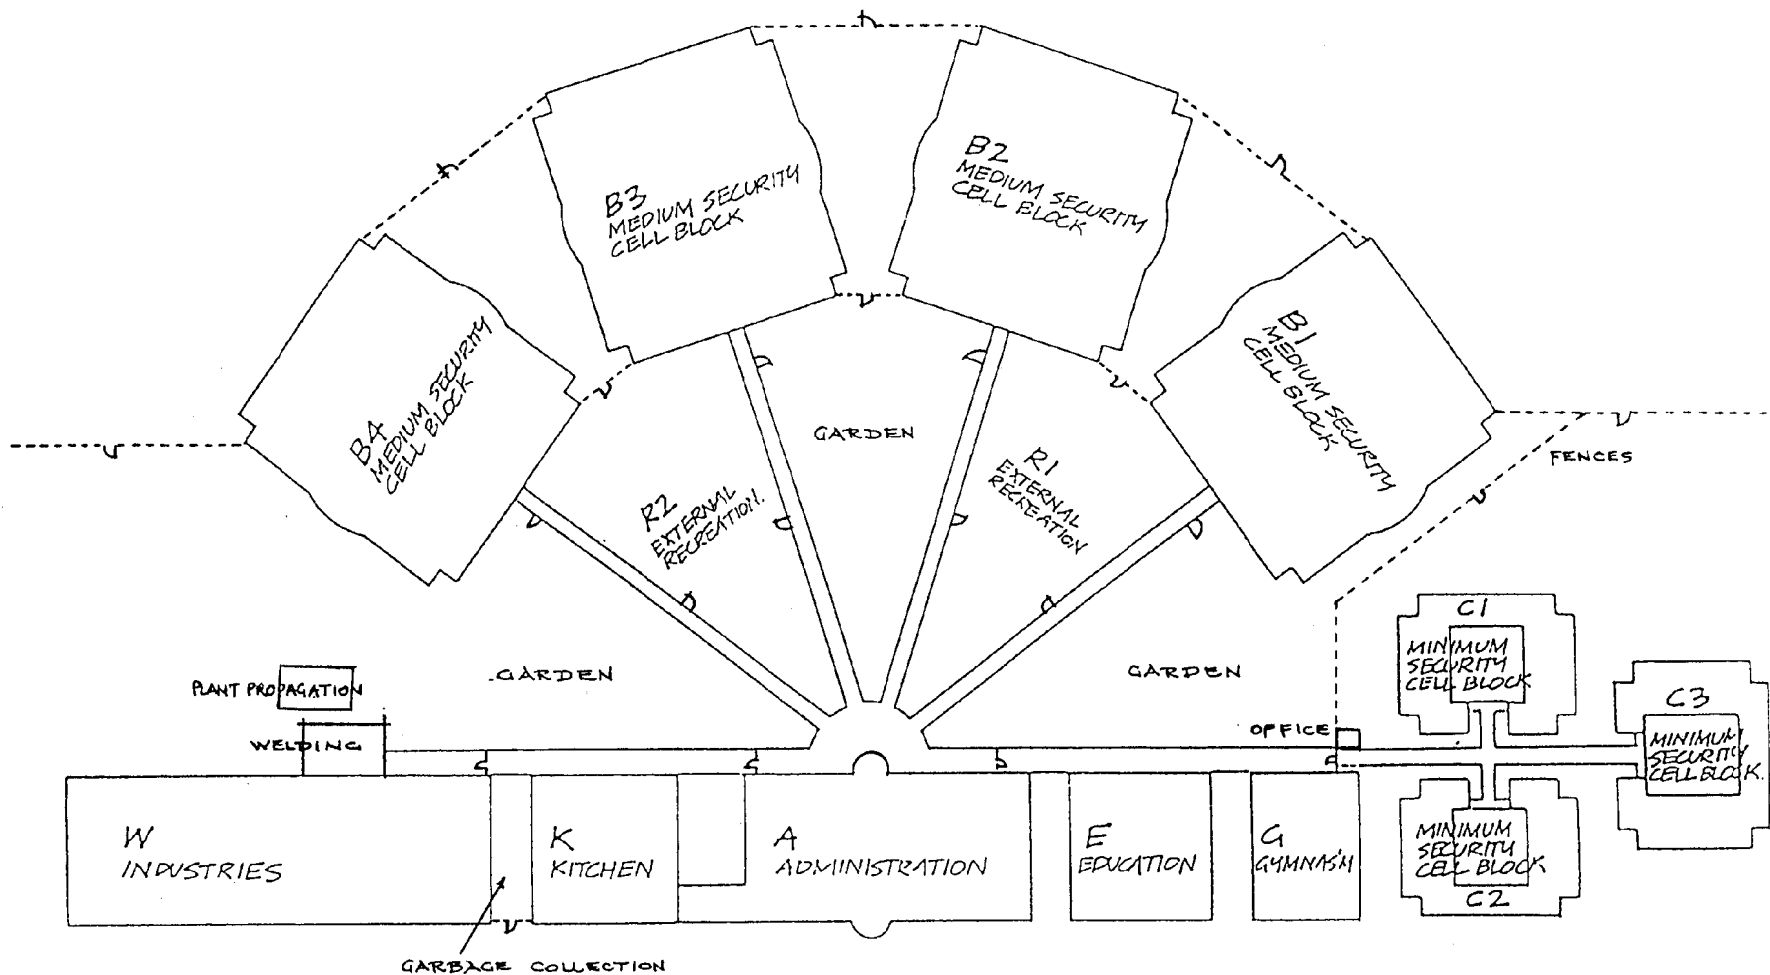 B3
MEDIUM SECURITY
CELL BLOCK
B2
MEDIUM SECURITY
CELL BLOCK
B4
MEDIUM SECURITY
CELL BLOCK
B1
MEDIUM SECURITY
CELL BLOCK
GARDEN
FENCES
R2
EXTERNAL
RECREATION.
R1
EXTERNAL
RECREATION
C1
MINIMUM
SECURITY
CELL BLOCK
GARDEN
GARDEN
PLANT PROPAGATION
C3
MINIMUM
SECURITY
CELL BLOCK.
OFFICE
WELDING
W
INDUSTRIES
K
KITCHEN
A
ADMINISTRATION
E
EDUCATION
G
GYMNAS'M
MINIMUM
SECURITY
CELL BLOCK
C2
GARBAGE COLLECTION